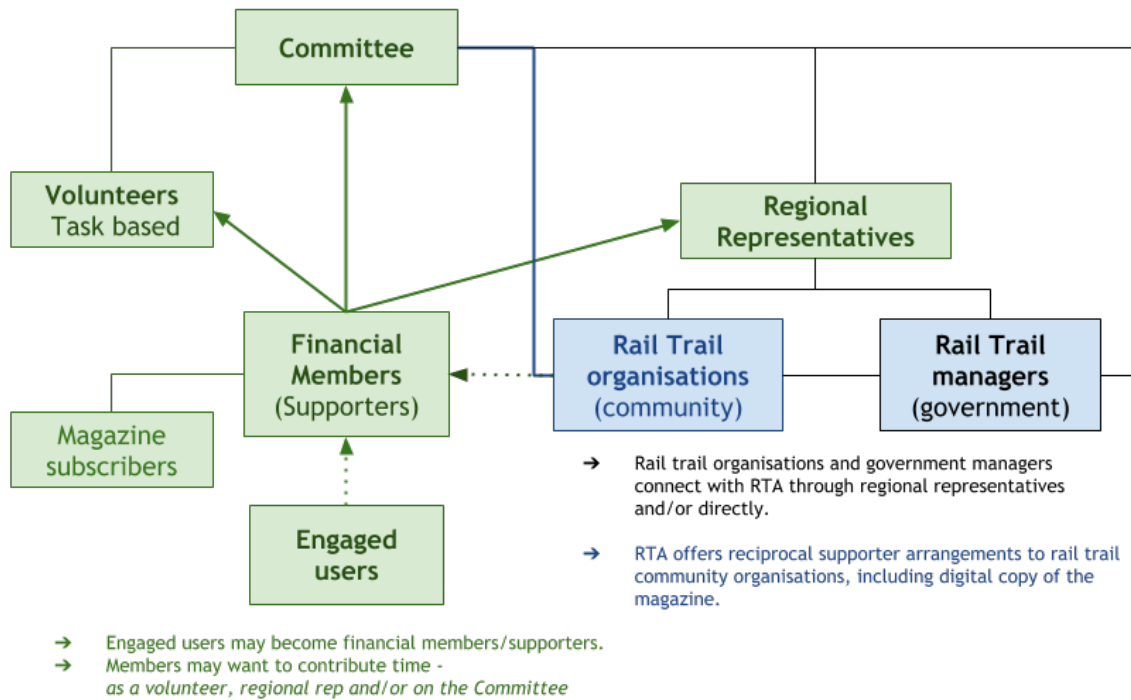 Committee
Volunteers
Task based
Regional
Representatives
Financial
Members
(Supporters)
Rail Trail
organisations
(community)
Rail Trail
managers
(government)
Magazine
subscribers
Engaged
users
➔ Rail trail organisations and government managers
connect with RTA through regional representatives
and/or directly.
➔ RTA offers reciprocal supporter arrangements to rail trail
community organisations, including digital copy of the
magazine.
➔ Engaged users may become financial members/supporters.
➔ Members may want to contribute time -
as a volunteer, regional rep and/or on the Committee